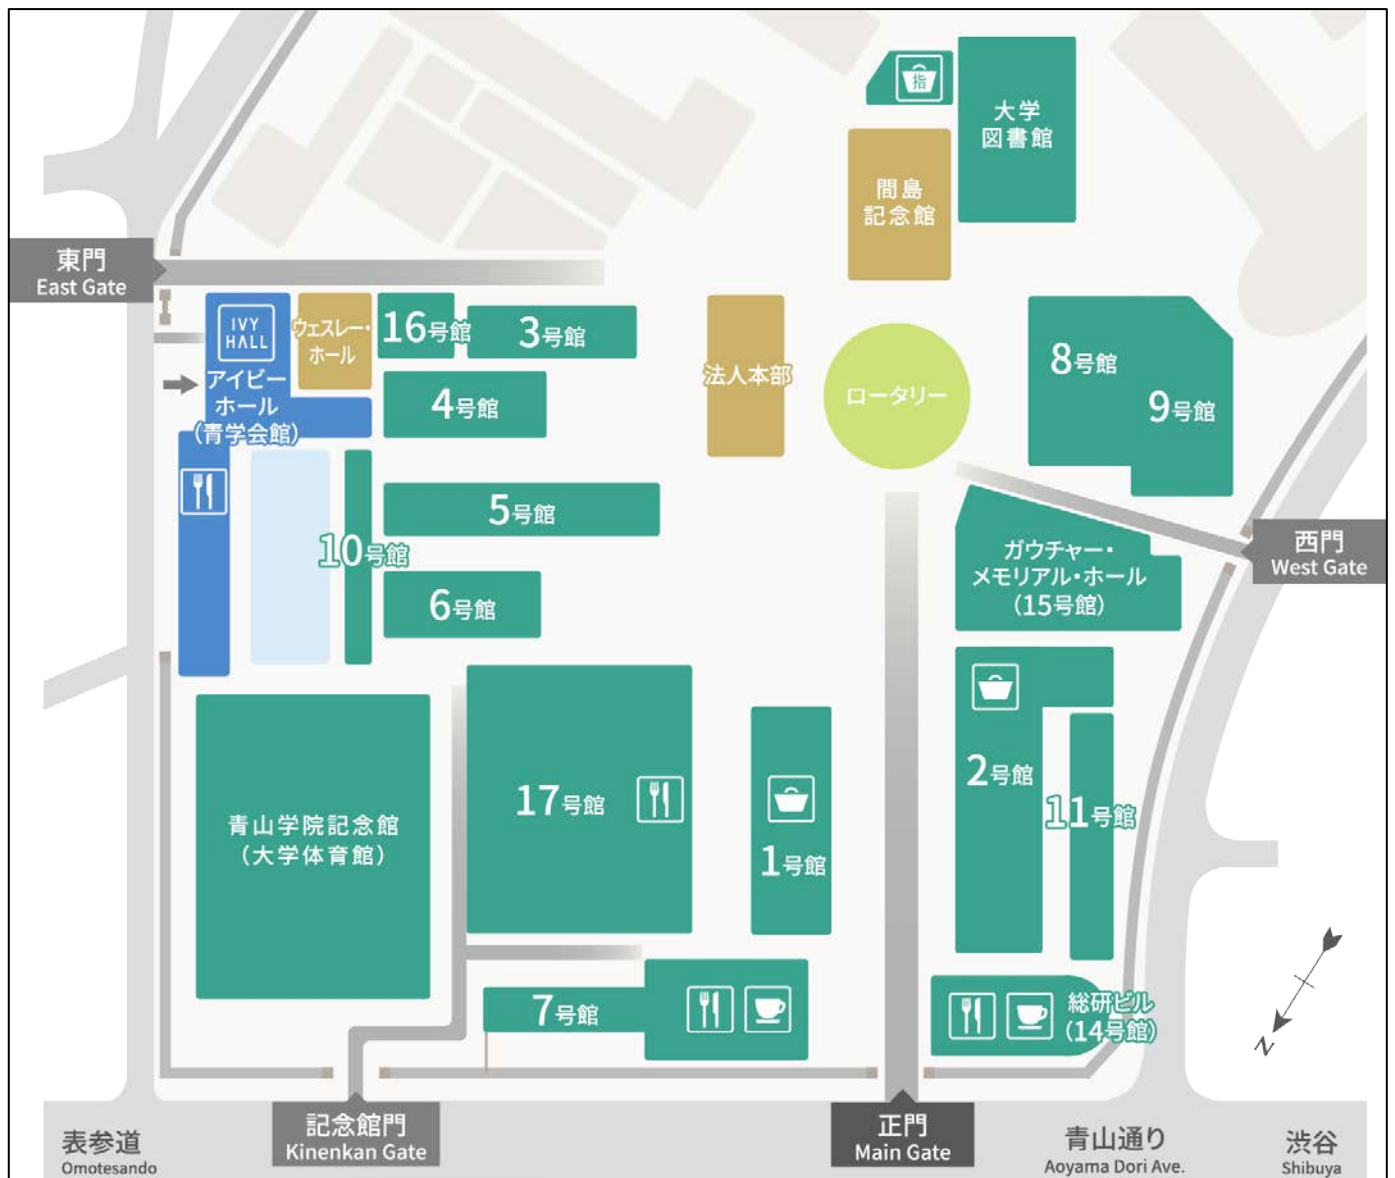 指
大学
図書館
間島
記念館
東門
East Gate
IVY
HALL
アイビー
ホール
(青学会館)
ウェスレー・
ホール
16号館
3号館
4号館
法人本部
ロータリー
8号館
9号館
5号館
10号館
6号館
ガウチャー・
メモリアル・ホール
(15号館)
西門
West Gate
青山学院記念館
(大学体育館)
17号館
1号館
2号館
11号館
7号館
総研ビル
(14号館)
N
表参道
Omotesando
記念館門
Kinenkan Gate
正門
Main Gate
青山通り
Aoyama Dori Ave.
渋谷
Shibuya